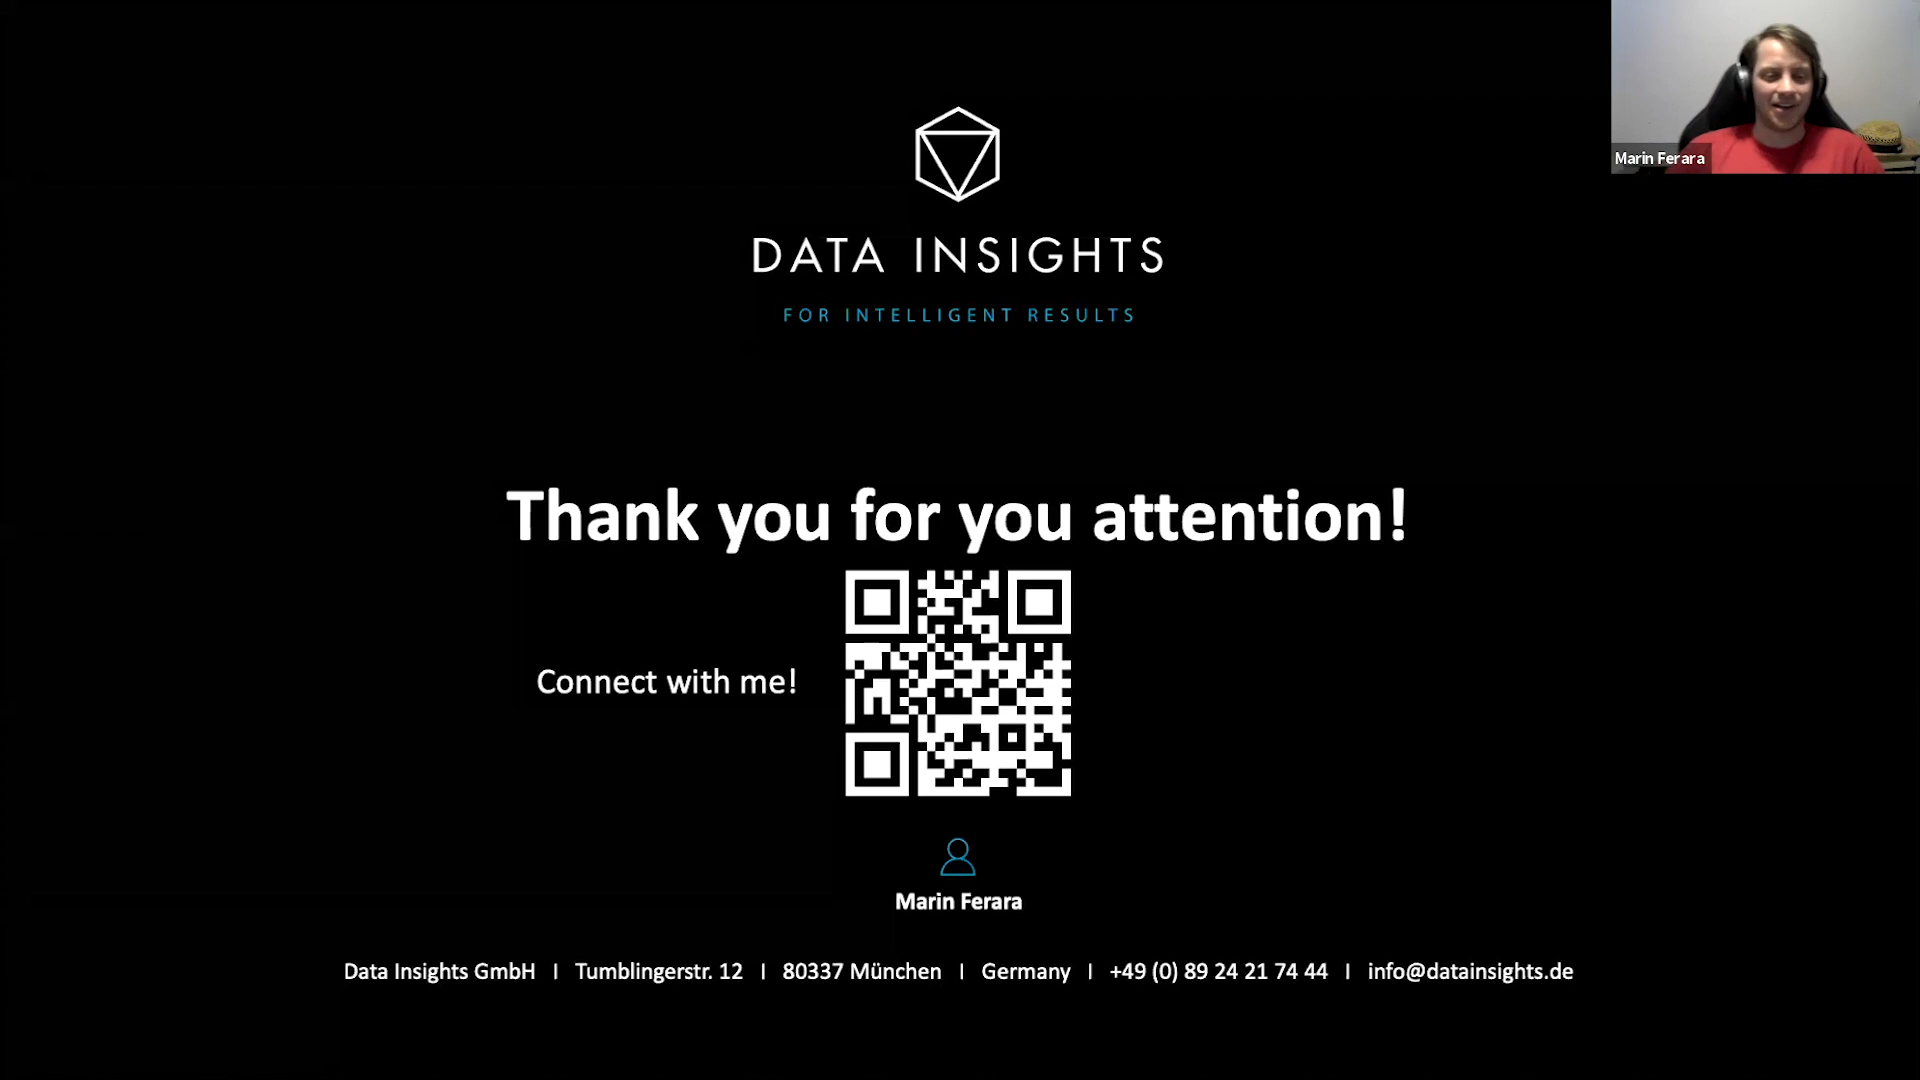 Marin Ferara
DATA INSIGHTS
FOR INTELLIGENT RESULTS
Thank you for you attention!
Connect with me!
Marin Ferara
Data Insights GmbH I Tumblingerstr. 12 I 80337 München I Germany I +49 (0) 89 24 21 74 44 I info@datainsights.de